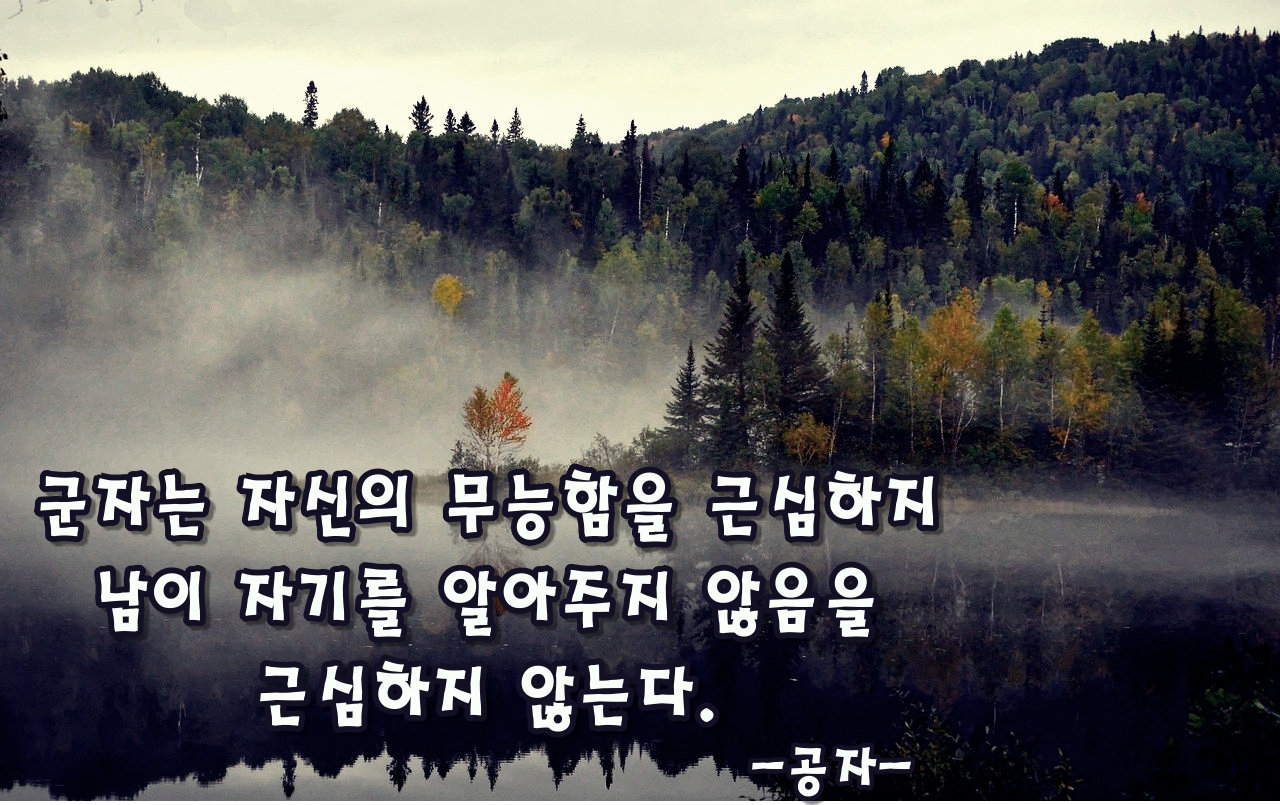 군자는 자신의 무능함을 근심하지
남이 자기를 알아주지 않음을
근심하지 않는다.
-공자-